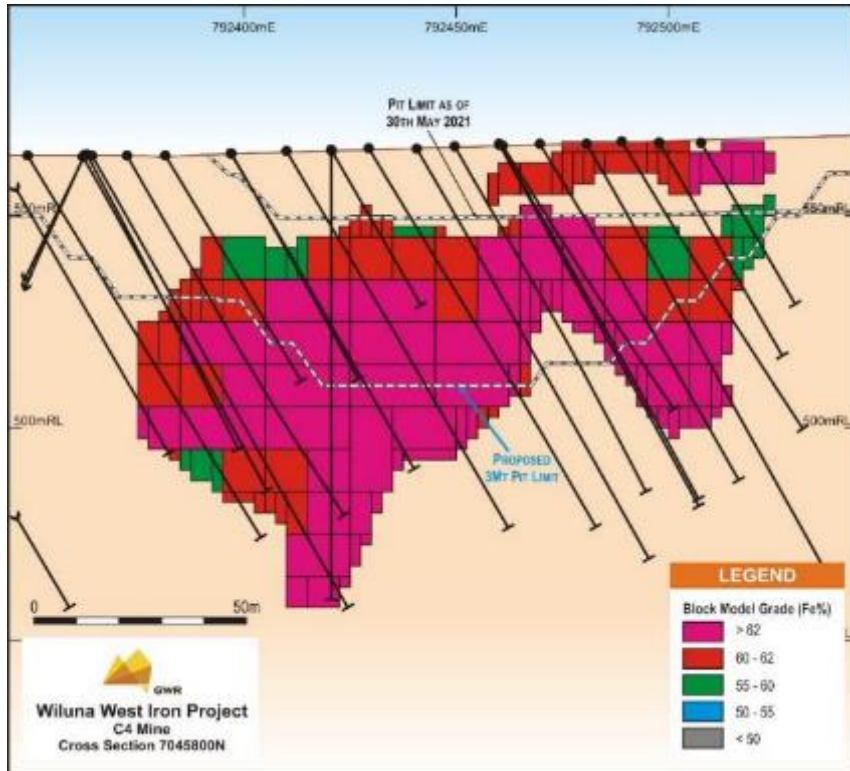 792400mE 792450mE 792500mE
PIT LIMIT AS OF
30TH MAY 2021
550mRL 550mRL
500mRL 500mRL
PROPOSED
3MT PIT LIMIT
0 50m
GWR
Wiluna West Iron Project
C4 Mine
Cross Section 7045800N
LEGEND
Block Model Grade (Fe%)
> 62
60 - 62
55 - 60
50 - 55
< 50